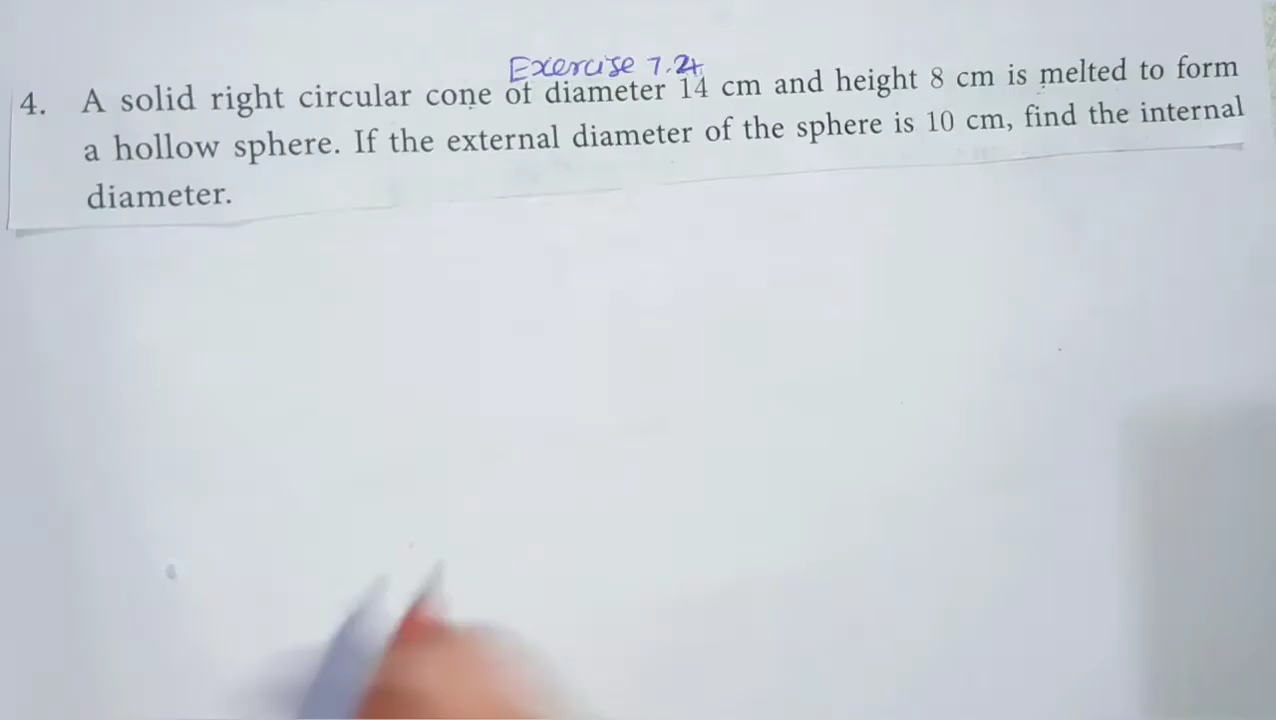 Exercise 7.4
4. A solid right circular cone of diameter 14 cm and height 8 cm is melted to form
a hollow sphere. If the external diameter of the sphere is 10 cm, find the internal
diameter.